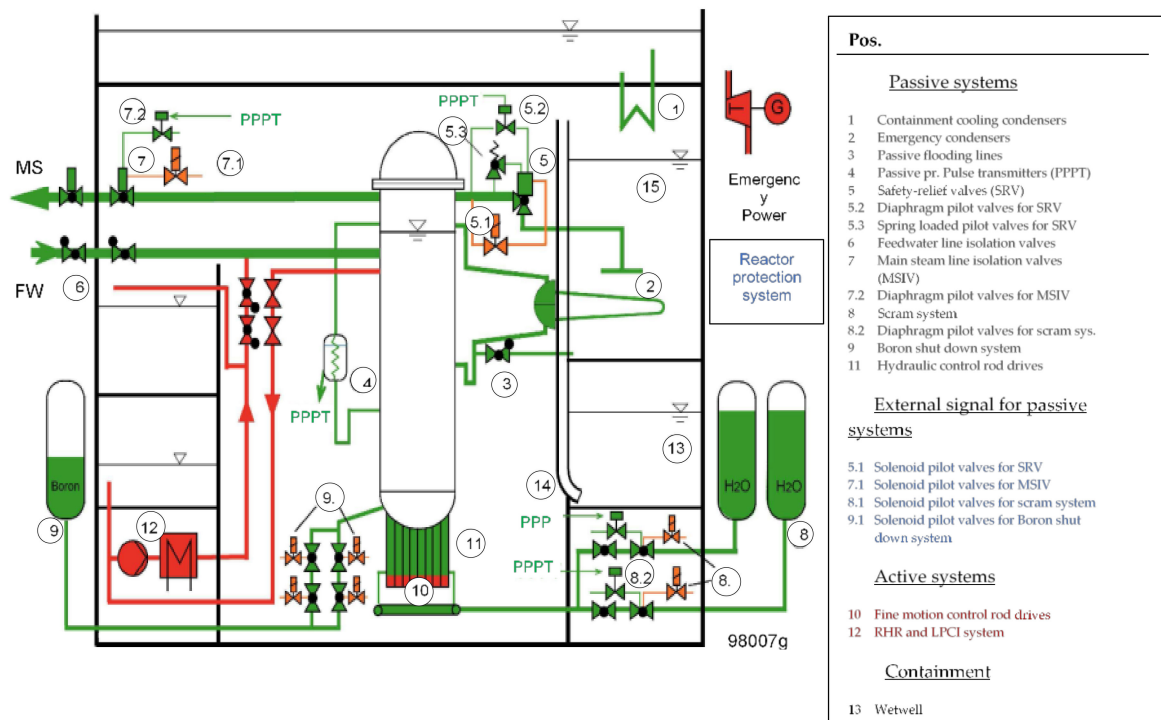 PPPT
7.2
PPPT
7
7.1
MS
FW
6
5.2
5.3
5
5.1
1
15
T
G
Emergenc
y
Power
Reactor
protection
system
2
3
4
PPPT
13
14
Boron
9
12
9.
11
10
PPP
PPPT
8.2
8.
H2O
H2O
8
98007g
Pos.
Passive systems
1 Containment cooling condensers
2 Emergency condensers
3 Passive flooding lines
4 Passive pr. Pulse transmitters (PPPT)
5 Safety-relief valves (SRV)
5.2 Diaphragm pilot valves for SRV
5.3 Spring loaded pilot valves for SRV
6 Feedwater line isolation valves
7 Main steam line isolation valves
(MSIV)
7.2 Diaphragm pilot valves for MSIV
8 Scram system
8.2 Diaphragm pilot valves for scram sys.
9 Boron shut down system
11 Hydraulic control rod drives
External signal for passive
systems
5.1 Solenoid pilot valves for SRV
7.1 Solenoid pilot valves for MSIV
8.1 Solenoid pilot valves for scram system
9.1 Solenoid pilot valves for Boron shut
down system
Active systems
10 Fine motion control rod drives
12 RHR and LPCI system
Containment
13 Wetwell